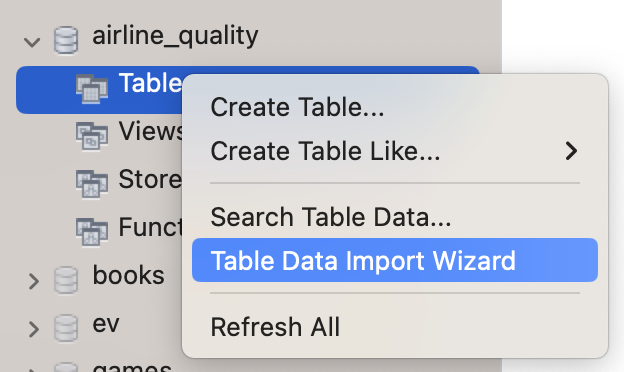 airline_quality
Table
Create Table...
Create Table Like...
Views
Store
Search Table Data...
Funct
Table Data Import Wizard
books
ev
Refresh All
games